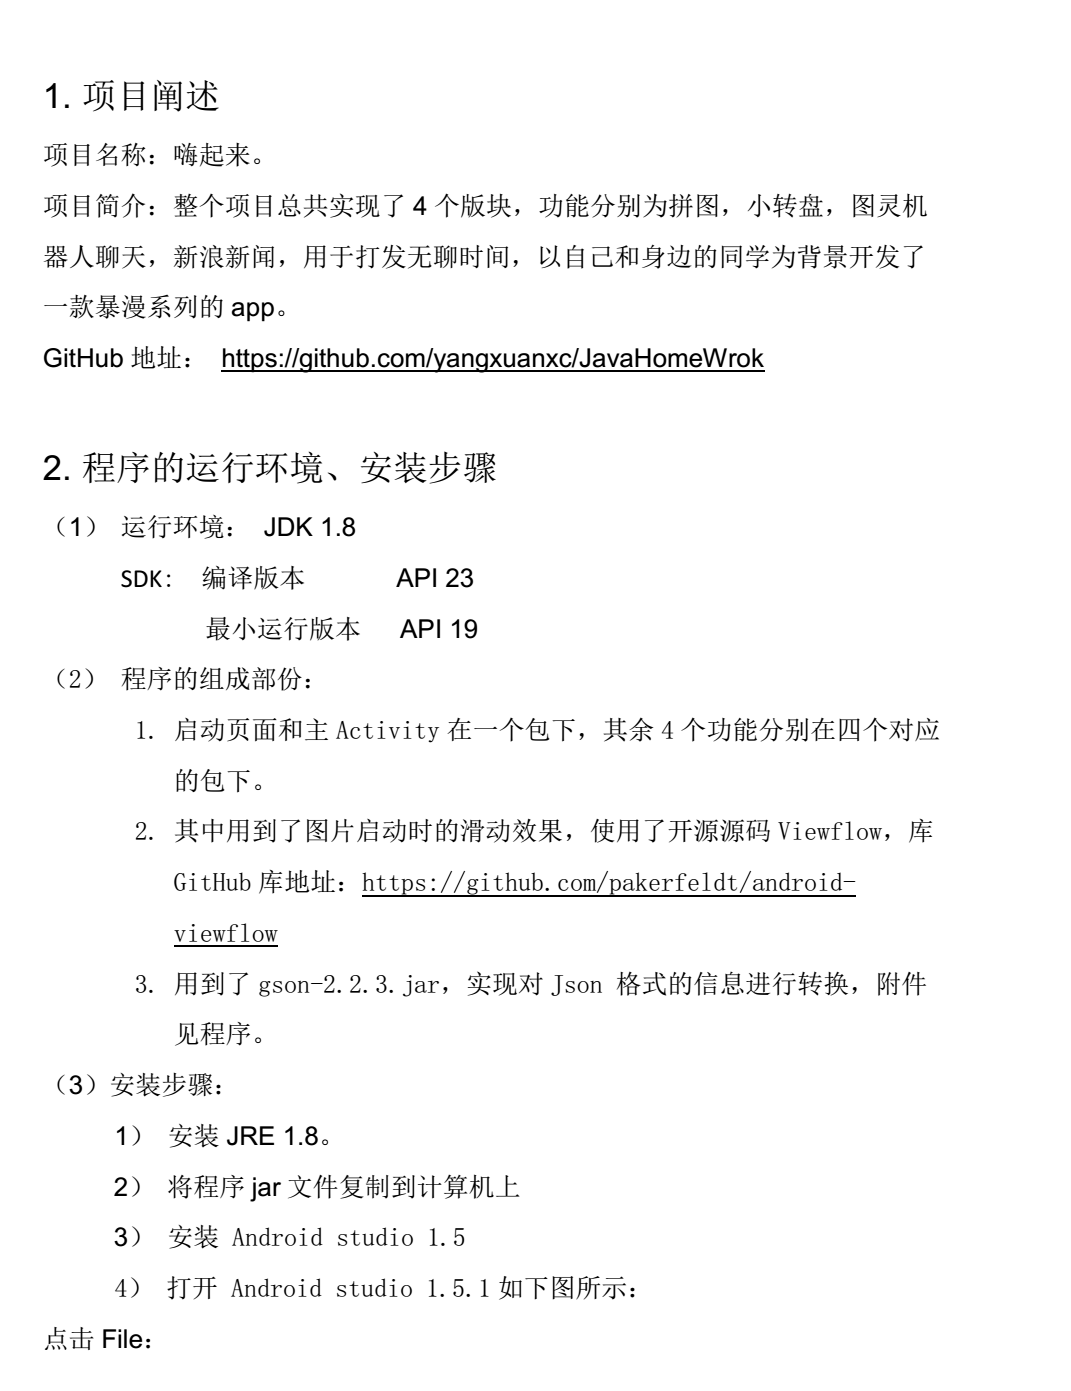 1. 项目阐述
项目名称：嗨起来。
项目简介：整个项目总共实现了 4 个版块，功能分别为拼图，小转盘，图灵机
器人聊天，新浪新闻，用于打发无聊时间，以自己和身边的同学为背景开发了
一款暴漫系列的 app。
GitHub 地址： https://github.com/yangxuanxc/JavaHomeWrok
2. 程序的运行环境、安装步骤
（1） 运行环境： JDK 1.8
SDK: 编译版本 API 23
最小运行版本 API 19
（2） 程序的组成部份：
1. 启动页面和主 Activity 在一个包下，其余 4 个功能分别在四个对应
的包下。
2. 其中用到了图片启动时的滑动效果，使用了开源源码 Viewflow，库
GitHub 库地址：https://github.com/pakerfeldt/android-
viewflow
3. 用到了 gson-2.2.3.jar，实现对 Json 格式的信息进行转换，附件
见程序。
（3）安装步骤：
1） 安装 JRE 1.8。
2） 将程序 jar 文件复制到计算机上
3） 安装 Android studio 1.5
4） 打开 Android studio 1.5.1 如下图所示：
点击 File：